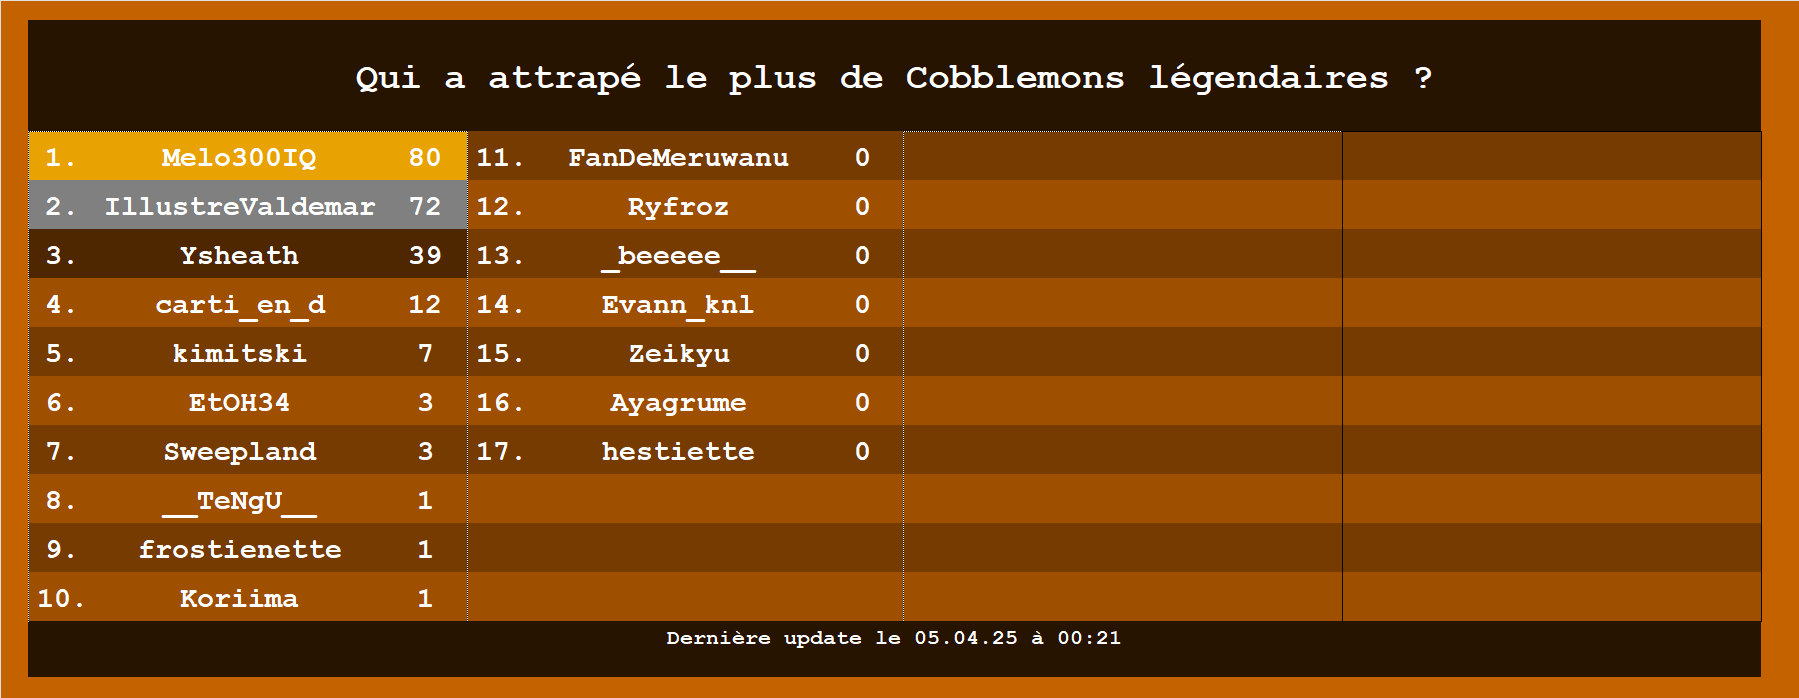 Qui a attrapé le plus de Cobblemons légendaires ?
1. Melo300IQ 80
2. IllustreValdemar 72
3. Ysheath 39
4. carti_en_d 12
5. kimitski 7
6. EtOH34 3
7. Sweepland 3
8. __TeNgU__ 1
9. frostienette 1
10. Koriima 1
11. FanDeMeruwanu 0
12. Ryfroz 0
13. _beeeee__ 0
14. Evann_knl 0
15. Zeikyu 0
16. Ayagrume 0
17. hestiette 0
Dernière update le 05.04.25 à 00:21